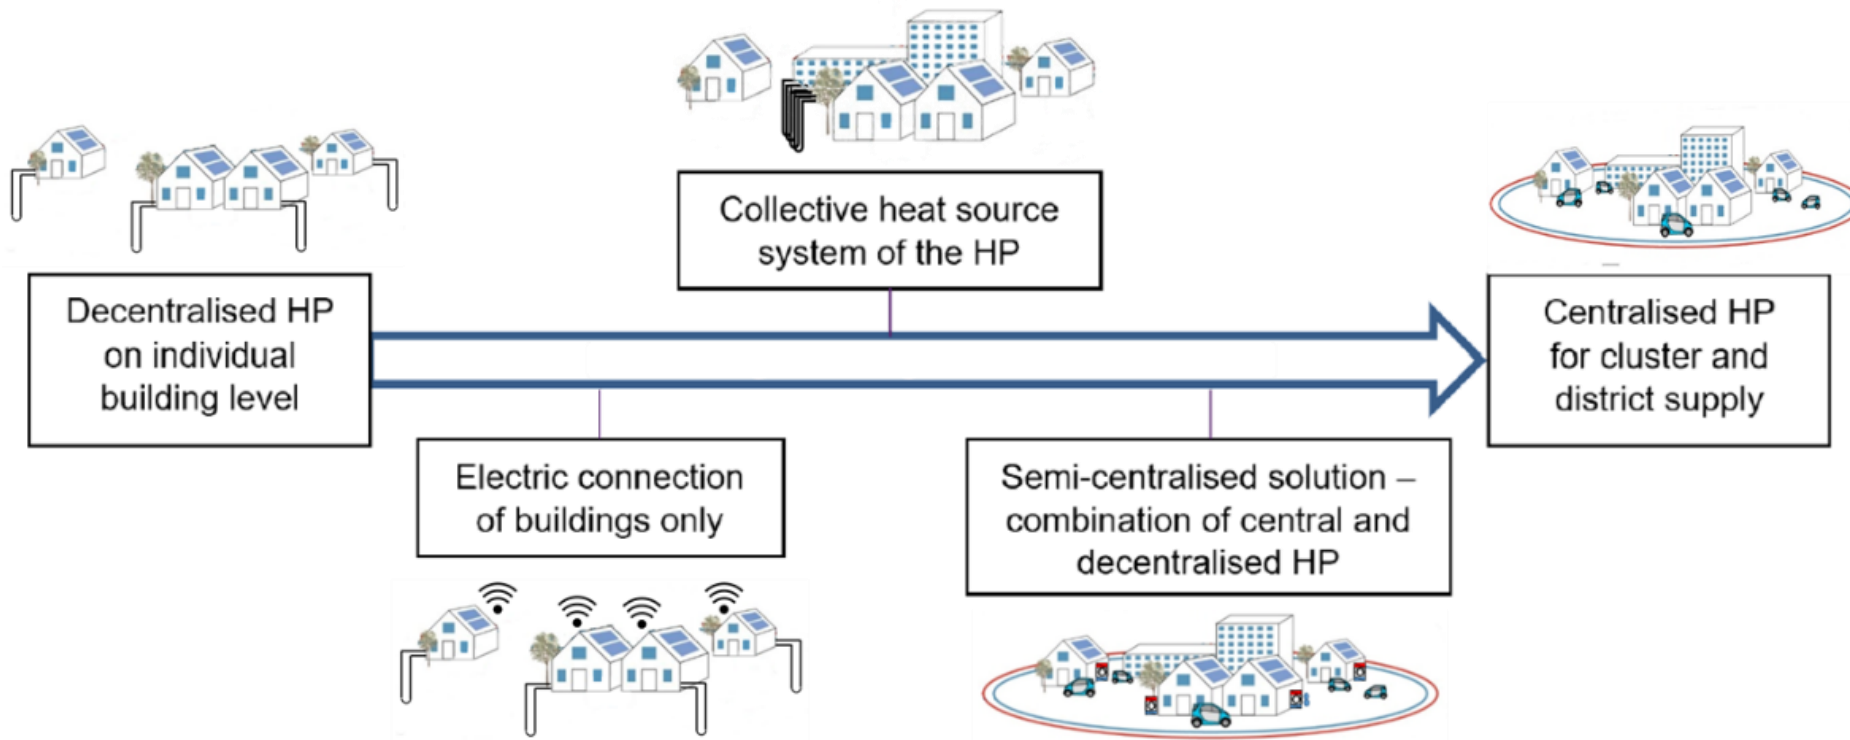 Collective heat source
system of the HP
Decentralised HP
on individual
building level
Centralised HP
for cluster and
district supply
Electric connection
of buildings only
Semi-centralised solution –
combination of central and
decentralised HP